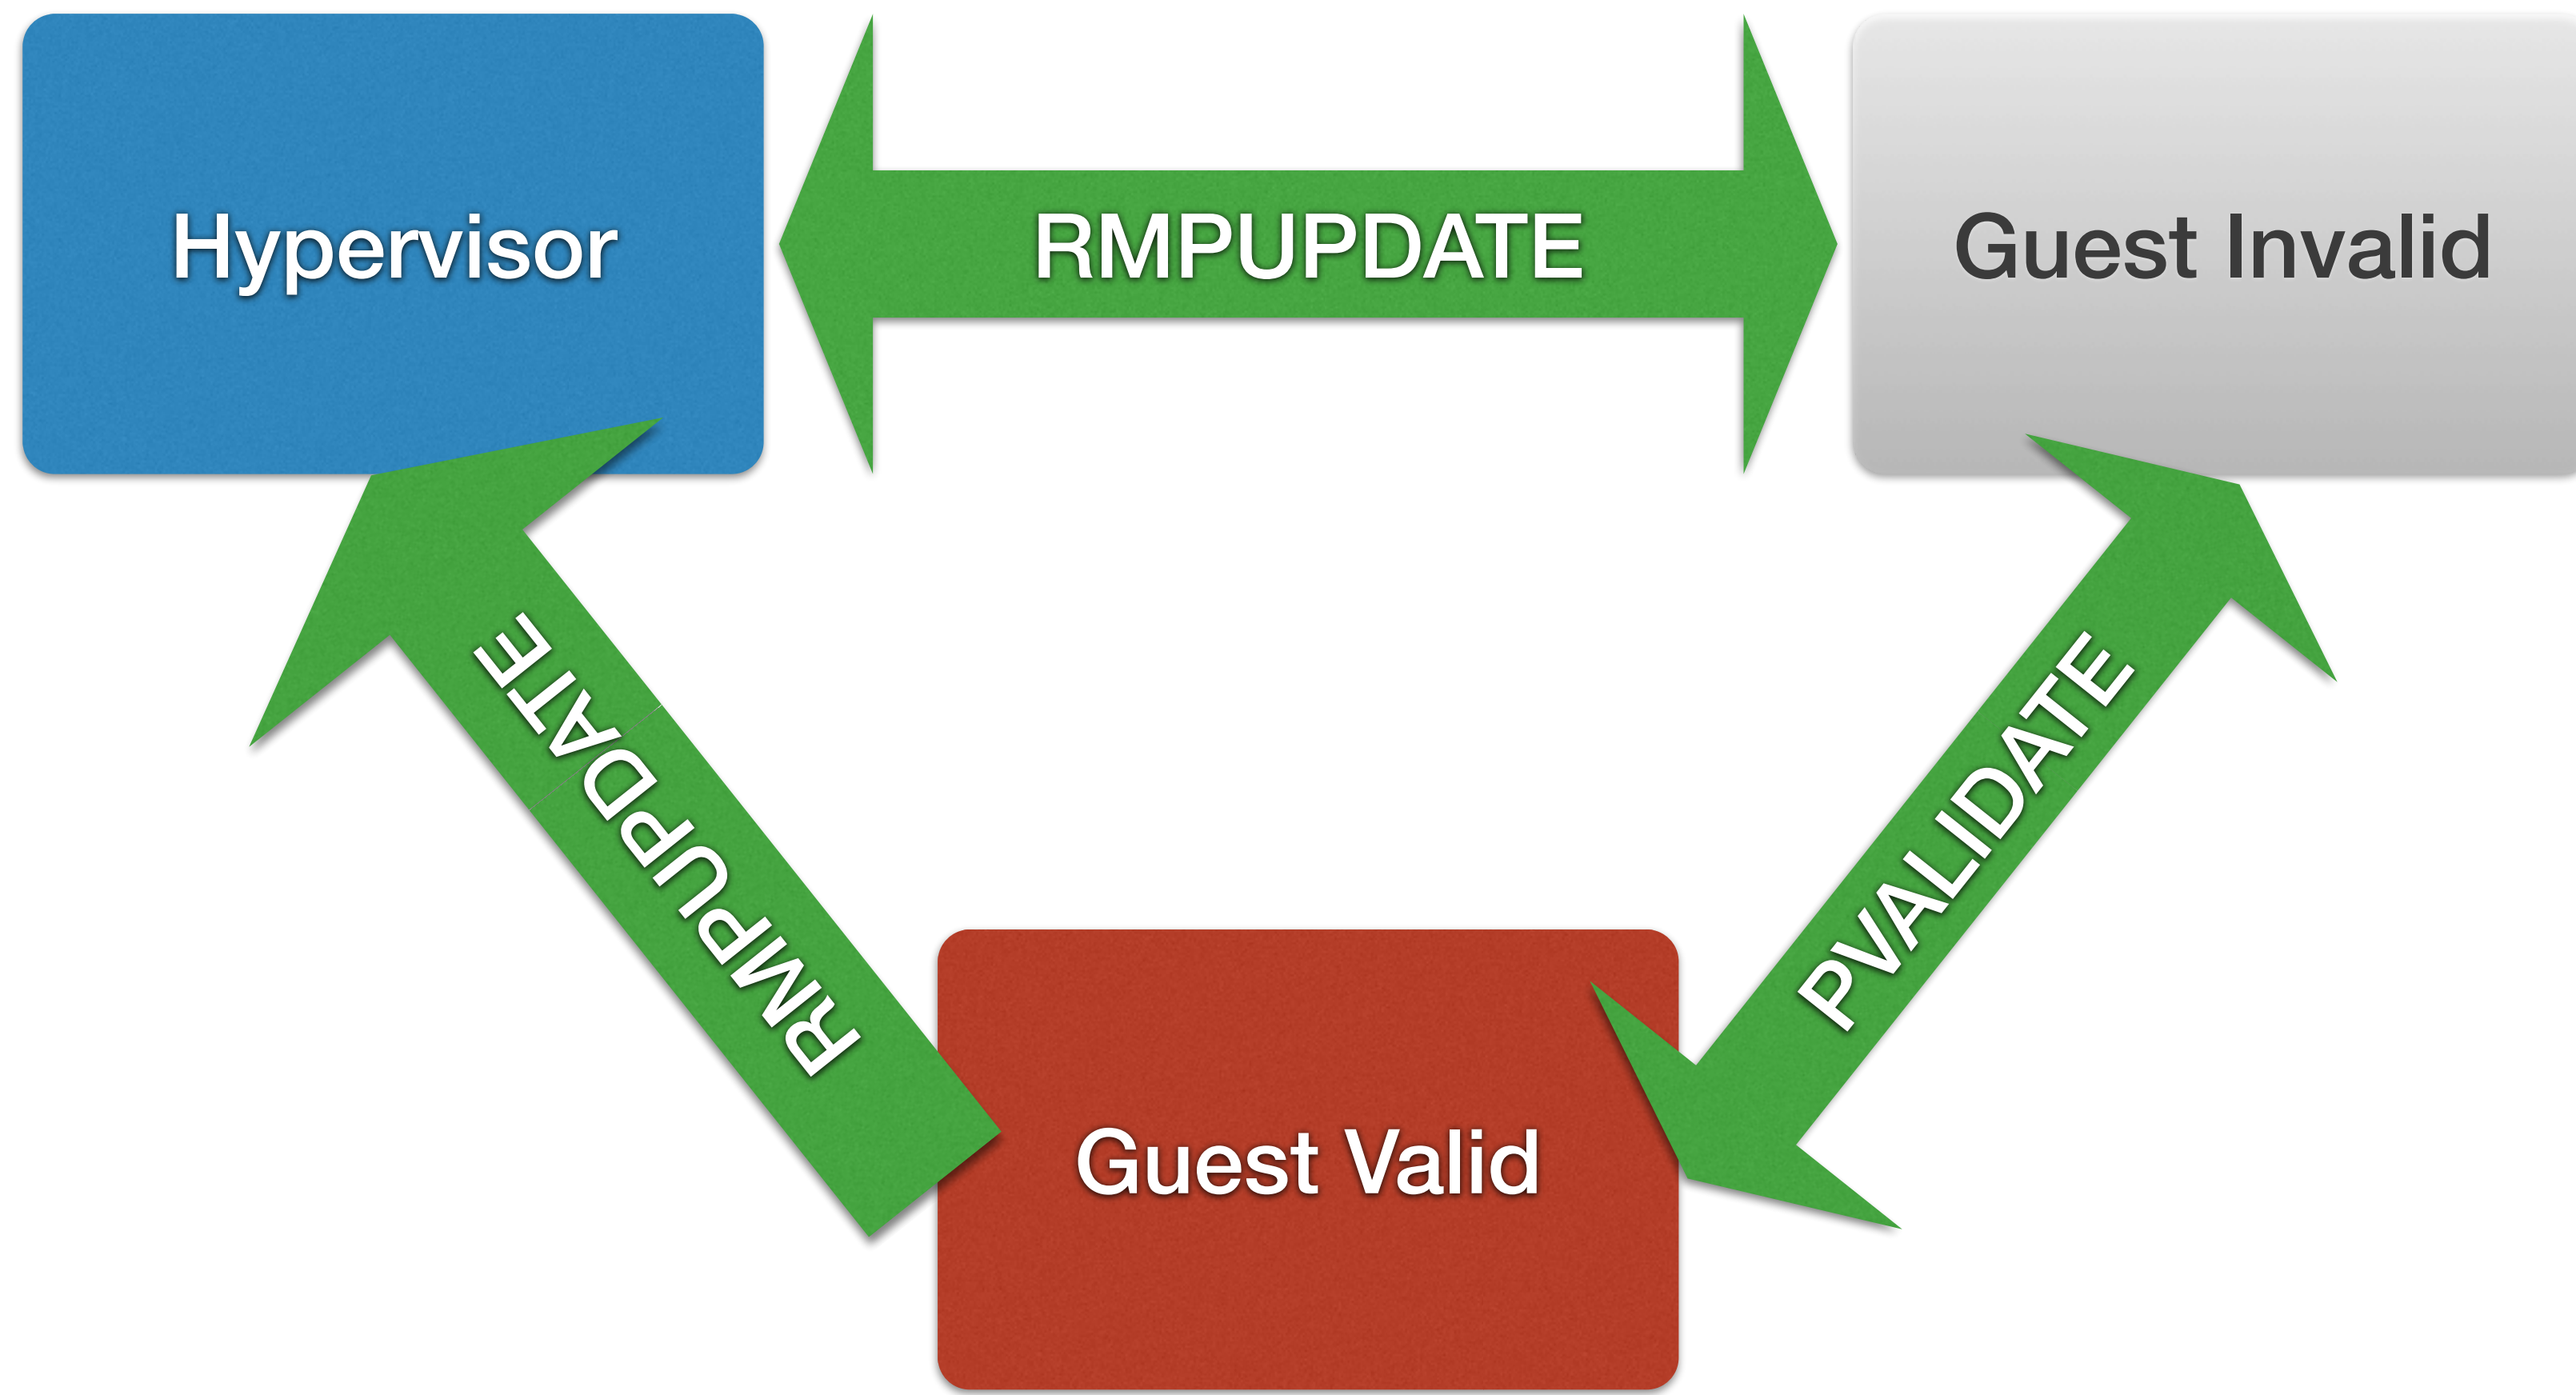 Hypervisor
RMPUPDATE
Guest Invalid
RMPUPDATE
PVALIDATE
Guest Valid